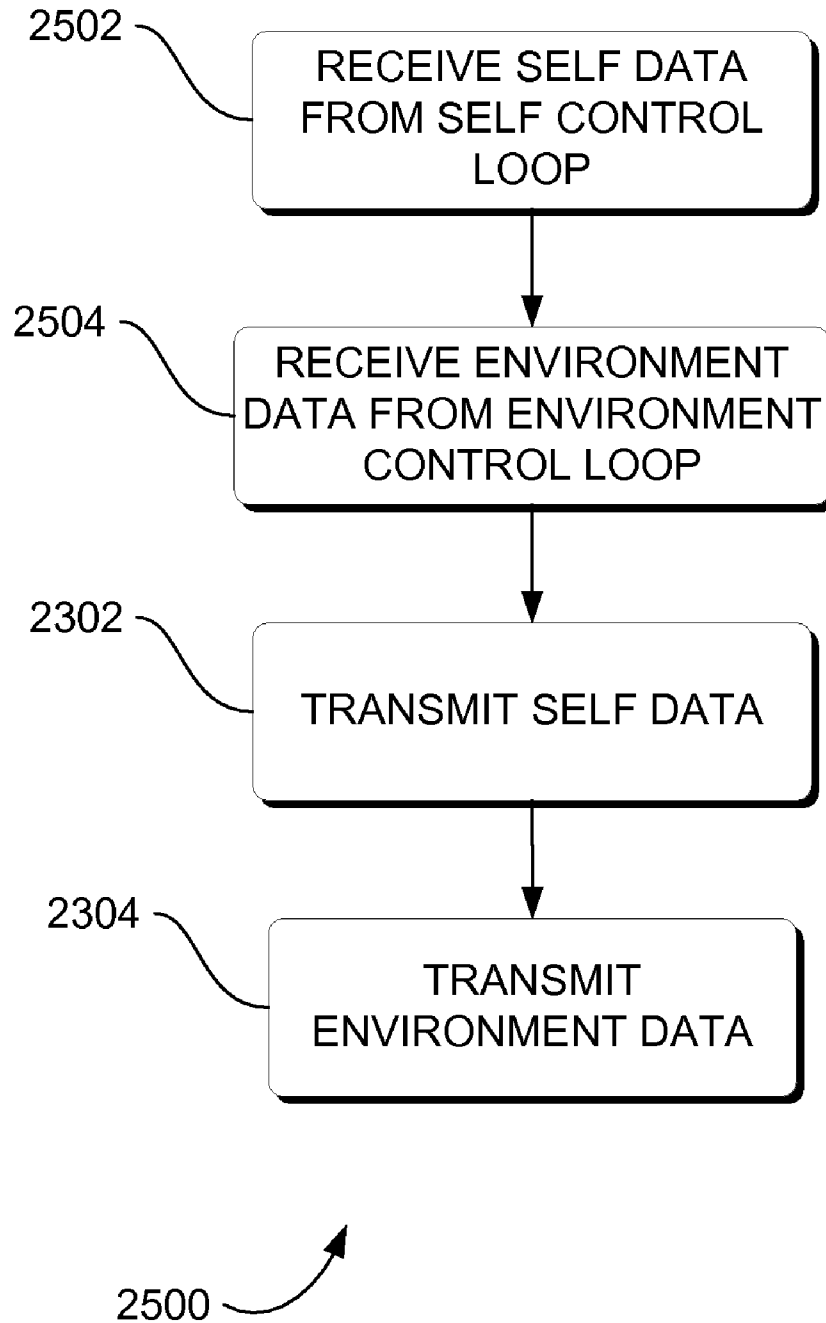 2502
RECEIVE SELF DATA
FROM SELF CONTROL
LOOP
2504
RECEIVE ENVIRONMENT
DATA FROM ENVIRONMENT
CONTROL LOOP
2302
TRANSMIT SELF DATA
2304
TRANSMIT
ENVIRONMENT DATA
2500